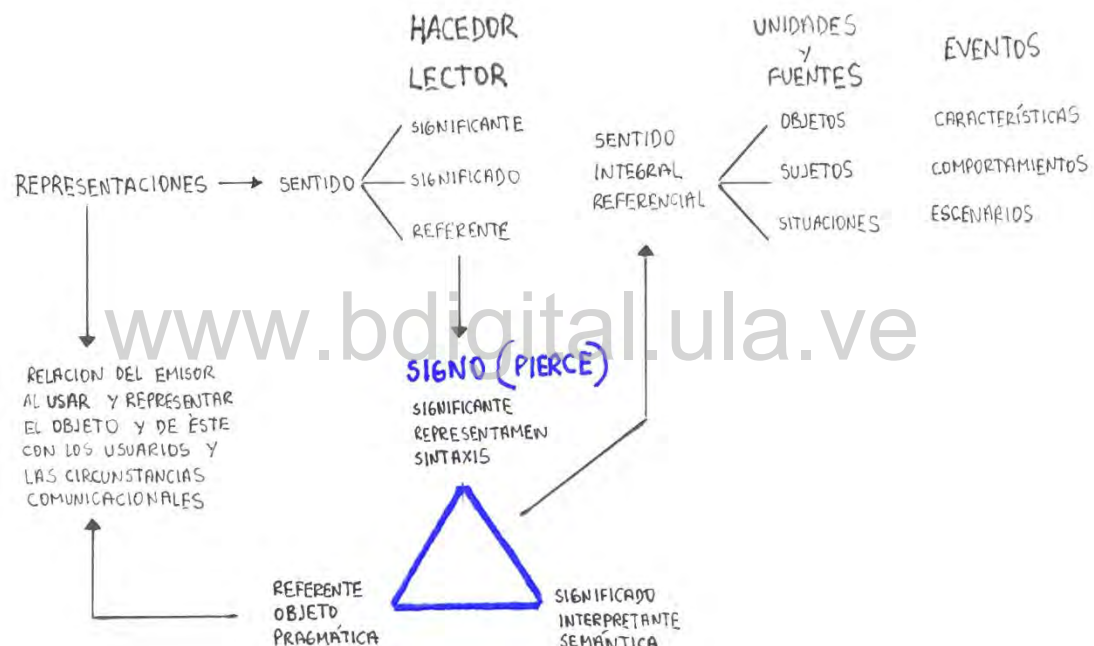 HACEDOR
LECTOR
UNIDADES
Y
FUENTES
EVENTOS
REPRESENTACIONES
SENTIDO
SIGNIFICANTE
SIGNIFICADO
REFERENTE
SENTIDO
INTEGRAL
REFERENCIAL
OBJETOS
SUJETOS
SITUACIONES
CARACTERÍSTICAS
COMPORTAMIENTOS
ESCENARIOS
www.bdigital.ula.ve
RELACION DEL EMISOR
AL USAR Y REPRESENTAR
EL OBJETO Y DE ÈSTE
CON LOS USUARIOS Y
LAS CIRCUNSTANCIAS
COMUNICACIONALES
SIGNO (PIERCE)
SIGNIFICANTE
REPRESENTAMEN
SINTAXIS
REFERENTE
OBJETO
PRAGMÁTICA
SIGNIFICADO
INTERPRETANTE
SEMÁNTICA